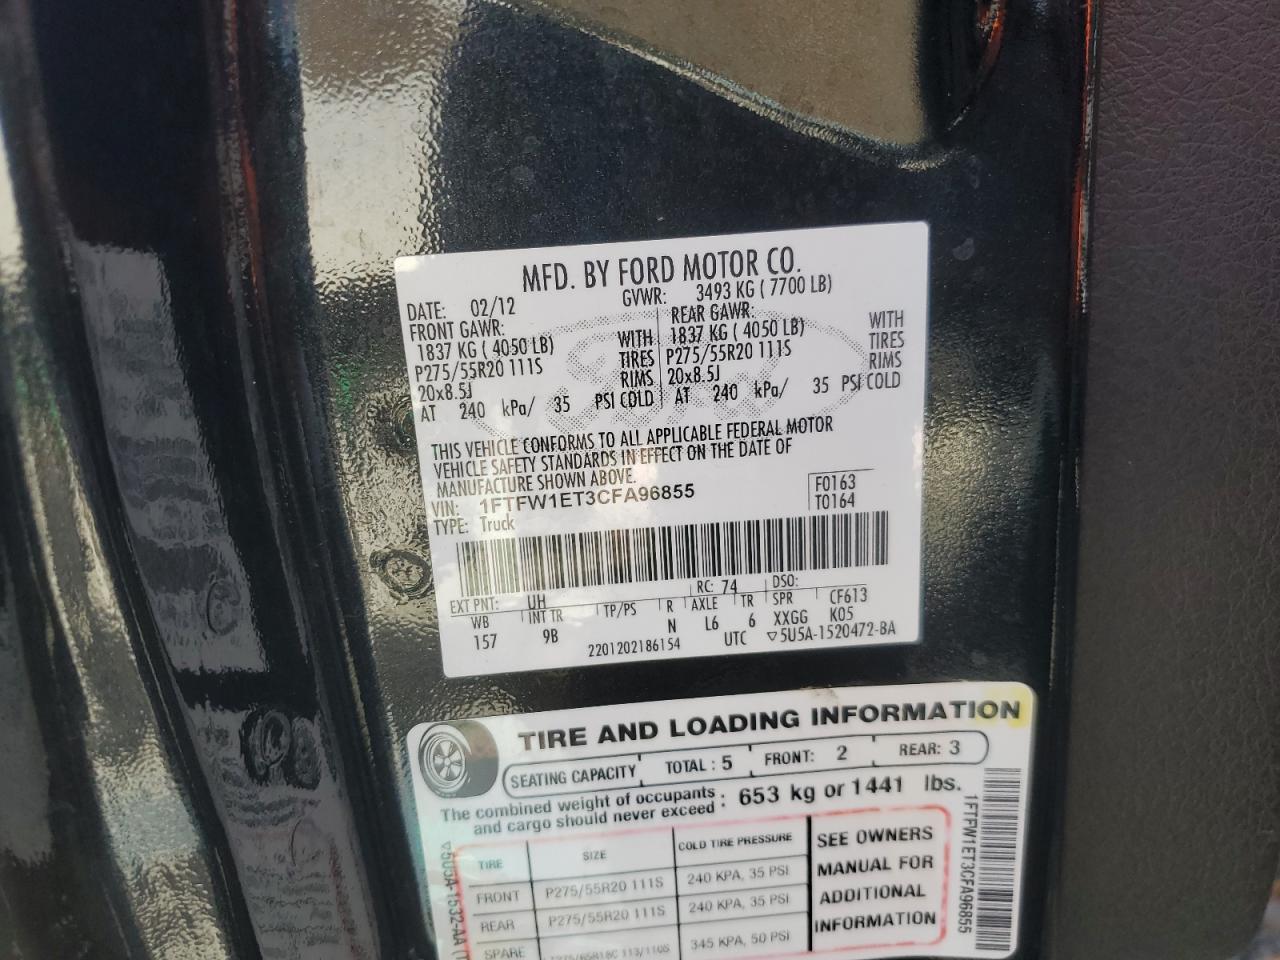 MFD. BY FORD MOTOR CO.
DATE: 02/12 GVWR: 3493 KG ( 7700 LB)
FRONT GAWR: REAR GAWR:
1837 KG ( 4050 LB) WITH 1837 KG ( 4050 LB) WITH
P275/55R20 111S TIRES P275/55R20 111S TIRES
20x8.5J RIMS 20x8.5J RIMS
AT 240 kPa/ 35 PSI COLD AT 240 kPa/ 35 PSI COLD
THIS VEHICLE CONFORMS TO ALL APPLICABLE FEDERAL MOTOR
VEHICLE SAFETY STANDARDS IN EFFECT ON THE DATE OF
MANUFACTURE SHOWN ABOVE.
VIN: 1FTFW1ET3CFA96855 F0163
TYPE: Truck T0164
EXT PNT: UH RC: 74 DSO:
WB INT TR TP/PS R AXLE TR SPR CF613
157 9B N L6 6 XXGG K05
2201202186154 UTC ▽5U5A-1520472-BA
TIRE AND LOADING INFORMATION
SEATING CAPACITY TOTAL : 5 FRONT: 2 REAR: 3
The combined weight of occupants : 653 kg or 1441 lbs.
and cargo should never exceed
TIRE SIZE COLD TIRE PRESSURE SEE OWNERS
FRONT P275/55R20 111S 240 KPA, 35 PSI MANUAL FOR
REAR P275/55R20 111S 240 KPA, 35 PSI ADDITIONAL
SPARE 345 KPA, 50 PSI INFORMATION
1FTFW1ET3CFA96855